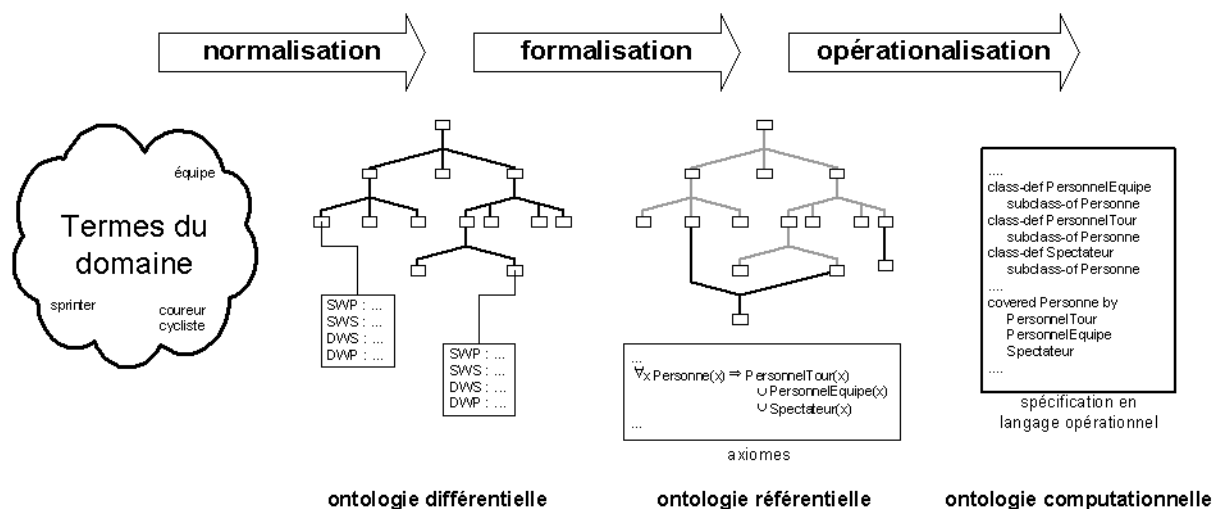 normalisation
formalisation
opérationalisation
équipe
Termes du
domaine
sprinter
coureur
cycliste
SWP : ...
SWS : ...
DWS : ...
DWP : ...
SWP : ...
SWS : ...
DWS : ...
DWP : ...
...
∀x Personne(x) ⇒ PersonnelTour(x)
∪ PersonnelEquipe(x)
∪ Spectateur(x)
...
axiomes
....
class-def PersonnelEquipe
subclass-of Personne
class-def PersonnelTour
subclass-of Personne
class-def Spectateur
subclass-of Personne
....
covered Personne by
PersonnelTour
PersonnelEquipe
Spectateur
....
spécification en
langage opérationnel
ontologie différentielle
ontologie référentielle
ontologie computationnelle